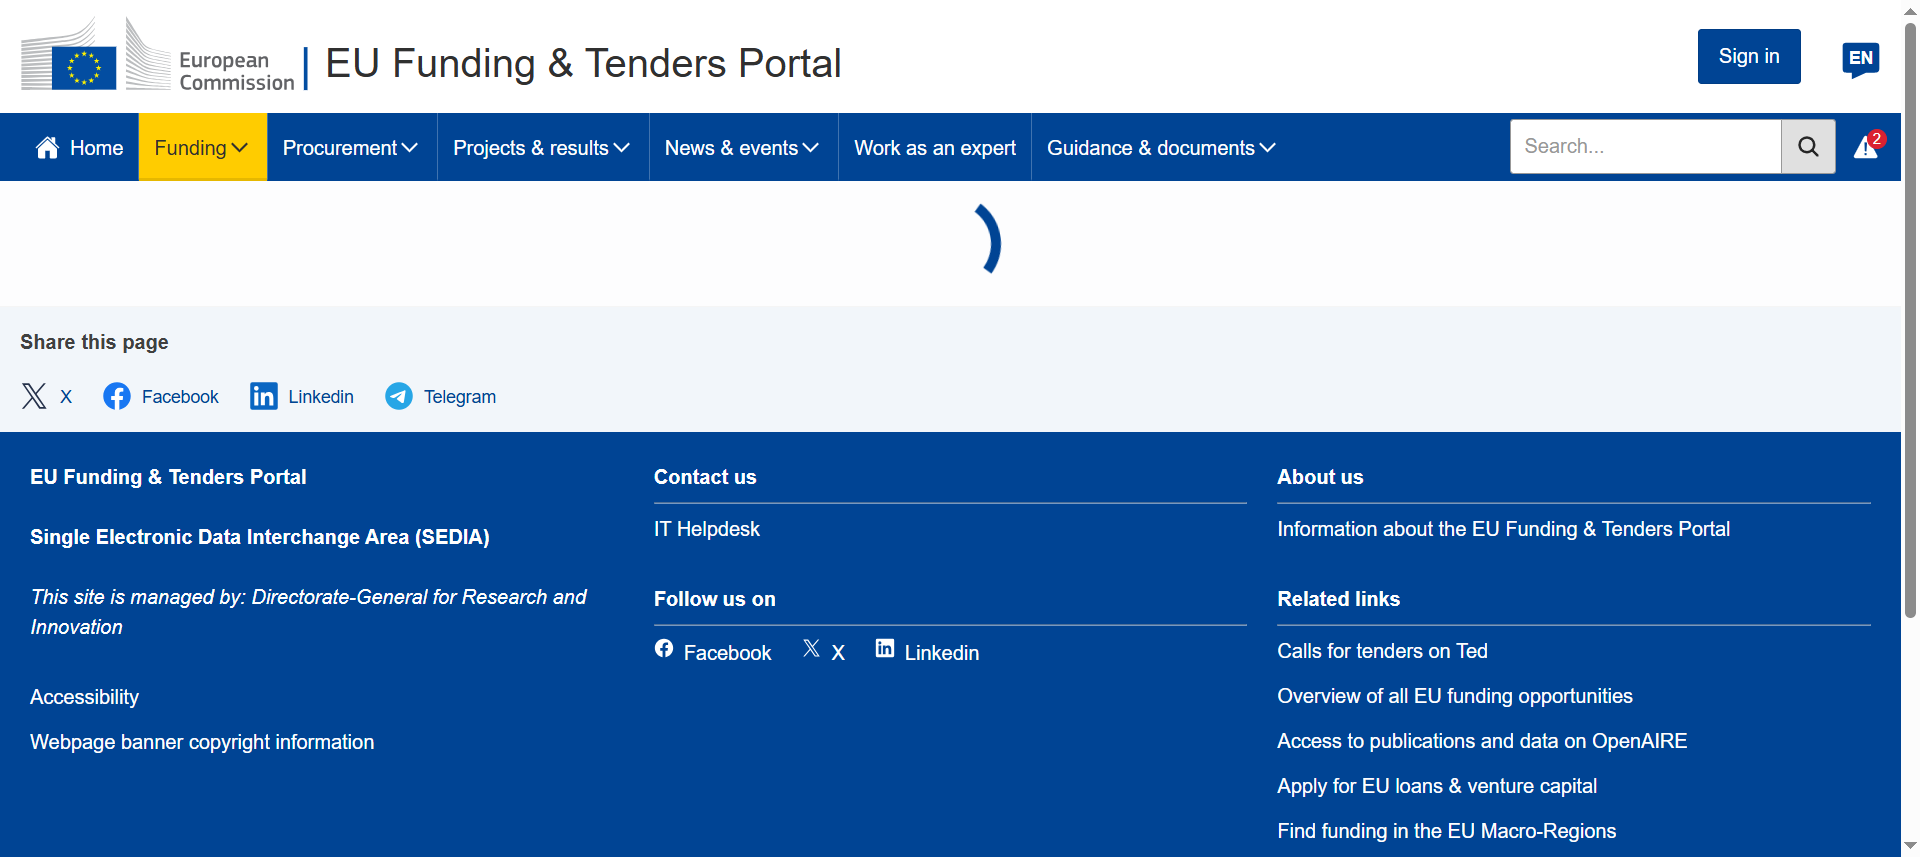 European
Commission
EU Funding & Tenders Portal
Sign in
EN
Home
Funding
Procurement
Projects & results
News & events
Work as an expert
Guidance & documents
Search...
2
Share this page
X
Facebook
Linkedin
Telegram
EU Funding & Tenders Portal
Single Electronic Data Interchange Area (SEDIA)
This site is managed by: Directorate-General for Research and
Innovation
Accessibility
Webpage banner copyright information
Contact us
IT Helpdesk
Follow us on
Facebook
X
Linkedin
About us
Information about the EU Funding & Tenders Portal
Related links
Calls for tenders on Ted
Overview of all EU funding opportunities
Access to publications and data on OpenAIRE
Apply for EU loans & venture capital
Find funding in the EU Macro-Regions